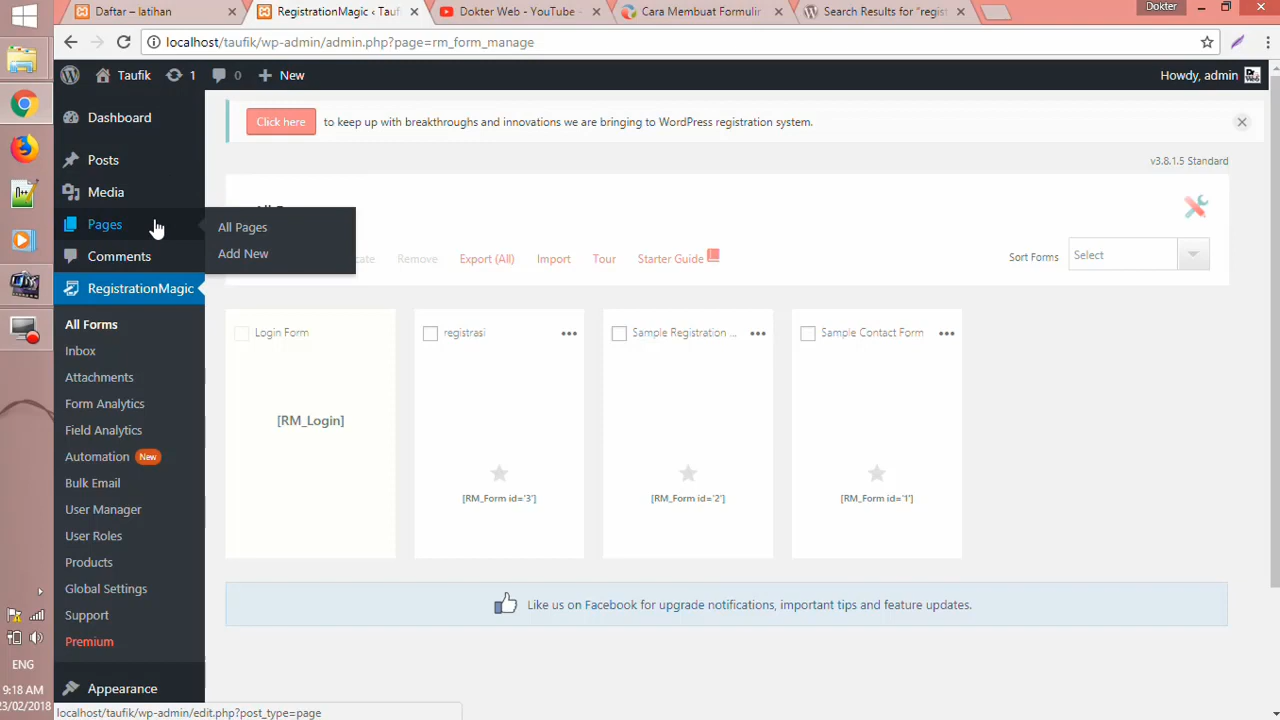 Daftar – latihan
RegistrationMagic ‹ Tauf
Dokter Web - YouTube -
Cara Membuat Formulir
Search Results for "regist
Dokter
localhost/taufik/wp-admin/admin.php?page=rm_form_manage
Taufik 1 0 New
Howdy, admin
Dashboard
Posts
Media
Pages
Comments
RegistrationMagic
All Forms
Inbox
Attachments
Form Analytics
Field Analytics
Automation New
Bulk Email
User Manager
User Roles
Products
Global Settings
Support
Premium
Appearance
All Pages
Add New
Click here to keep up with breakthroughs and innovations we are bringing to WordPress registration system.
v3.8.1.5 Standard
Remove Export (All) Import Tour Starter Guide
Sort Forms Select
Login Form
[RM_Login]
registrasi
[RM_Form id='3']
Sample Registration ...
[RM_Form id='2']
Sample Contact Form
[RM_Form id='1']
Like us on Facebook for upgrade notifications, important tips and feature updates.
ENG
9:18 AM
23/02/2018
localhost/taufik/wp-admin/edit.php?post_type=page